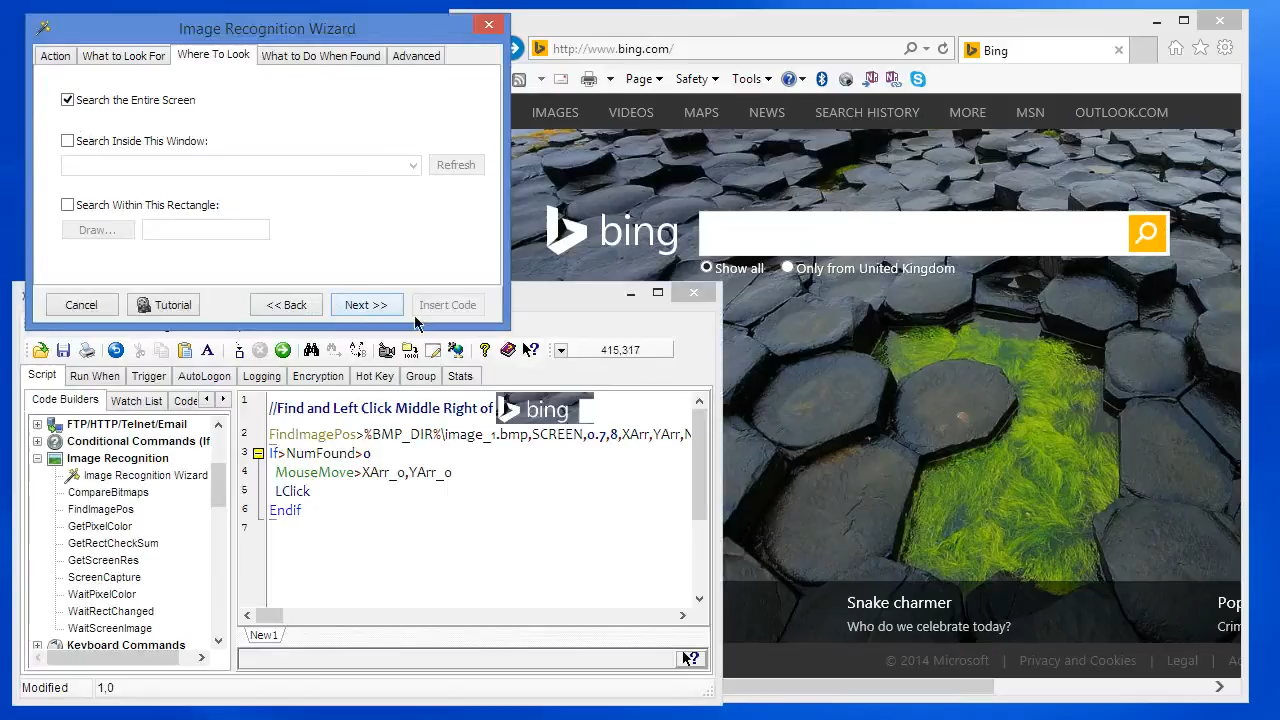 Image Recognition Wizard
Action
What to Look For
Where To Look
What to Do When Found
Advanced
Search the Entire Screen
Search Inside This Window:
Refresh
Search Within This Rectangle:
Draw...
Cancel
Tutorial
<< Back
Next >>
Insert Code
http://www.bing.com/
Bing
Page
Safety
Tools
IMAGES
VIDEOS
MAPS
NEWS
SEARCH HISTORY
MORE
MSN
OUTLOOK.COM
bing
Show all
Only from United Kingdom
415,317
Script
Run When
Trigger
AutoLogon
Logging
Encryption
Hot Key
Group
Stats
Code Builders
Watch List
Code
FTP/HTTP/Telnet/Email
Conditional Commands (If
Image Recognition
Image Recognition Wizard
CompareBitmaps
FindImagePos
GetPixelColor
GetRectCheckSum
GetScreenRes
ScreenCapture
WaitPixelColor
WaitRectChanged
WaitScreenImage
Keyboard Commands
1 //Find and Left Click Middle Right of bing
2 FindImagePos>%BMP_DIR%\image_1.bmp,SCREEN,0.7,8,XArr,YArr,N
3 If>NumFound>0
4 MouseMove>XArr_0,YArr_0
5 LClick
6 Endif
7
New1
Modified
1,0
Snake charmer
Who do we celebrate today?
Pop
Crim
© 2014 Microsoft
Privacy and Cookies
Legal